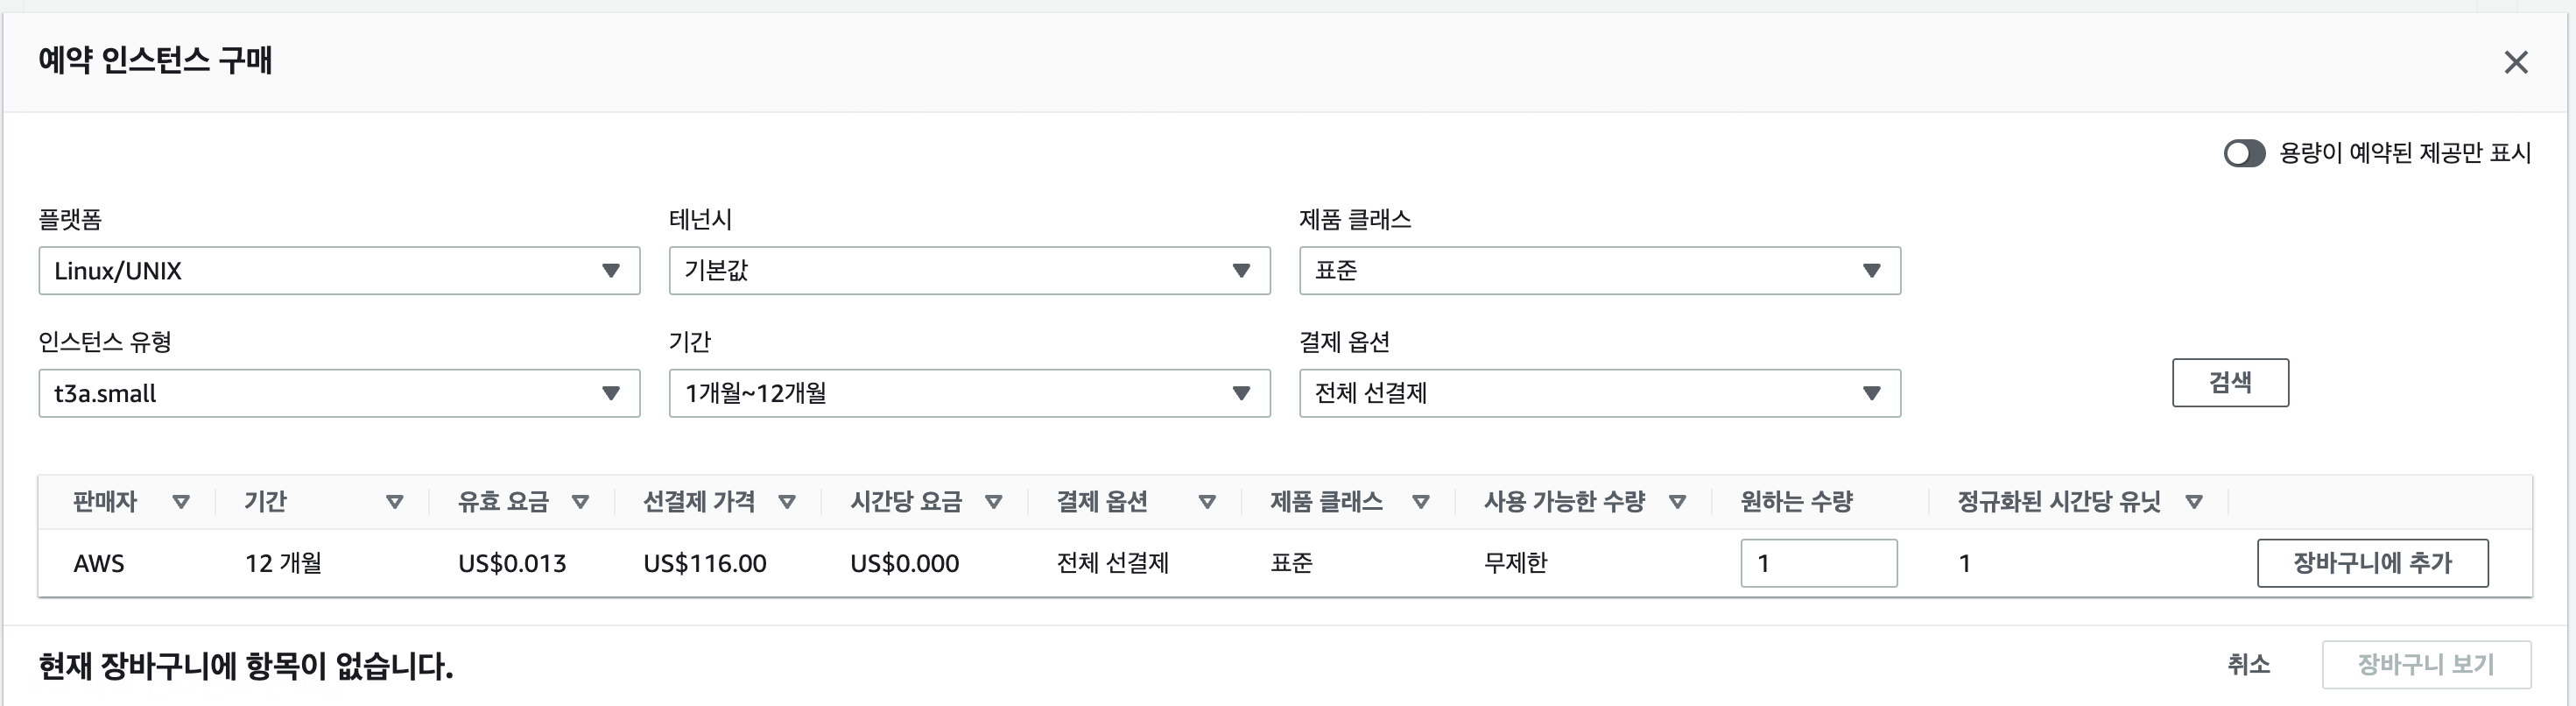 예약 인스턴스 구매
용량이 예약된 제공만 표시
플랫폼 테넌시 제품 클래스
Linux/UNIX 기본값 표준
인스턴스 유형 기간 결제 옵션
t3a.small 1개월~12개월 전체 선결제 검색
판매자 기간 유효 요금 선결제 가격 시간당 요금 결제 옵션 제품 클래스 사용 가능한 수량 원하는 수량 정규화된 시간당 유닛
AWS 12 개월 US$0.013 US$116.00 US$0.000 전체 선결제 표준 무제한 1 1 장바구니에 추가
현재 장바구니에 항목이 없습니다. 취소 장바구니 보기